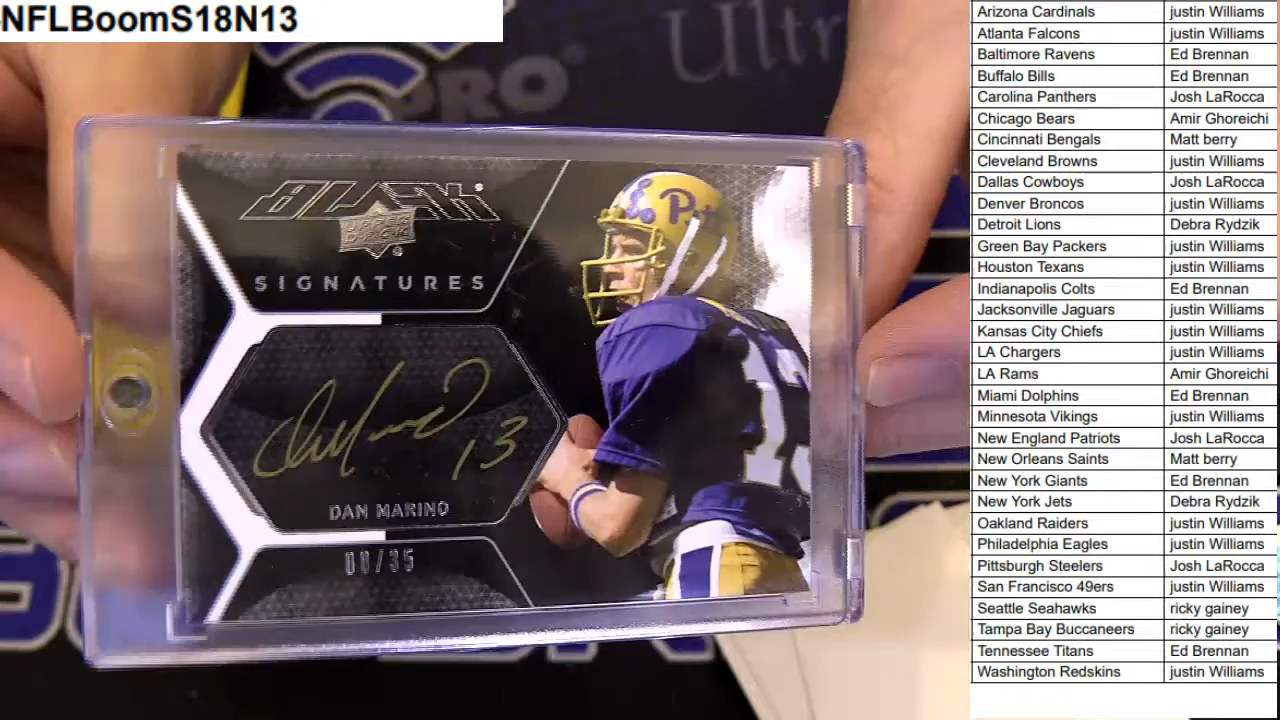 NFLBoomS18N13
PRO
Ultr
BLACK
UPPER DECK
SIGNATURES
Pitt
13
13
DAN MARINO
Arizona Cardinals justin Williams
Atlanta Falcons justin Williams
Baltimore Ravens Ed Brennan
Buffalo Bills Ed Brennan
Carolina Panthers Josh LaRocca
Chicago Bears Amir Ghoreichi
Cincinnati Bengals Matt berry
Cleveland Browns justin Williams
Dallas Cowboys Josh LaRocca
Denver Broncos justin Williams
Detroit Lions Debra Rydzik
Green Bay Packers justin Williams
Houston Texans justin Williams
Indianapolis Colts Ed Brennan
Jacksonville Jaguars justin Williams
Kansas City Chiefs justin Williams
LA Chargers justin Williams
LA Rams Amir Ghoreichi
Miami Dolphins Ed Brennan
Minnesota Vikings justin Williams
New England Patriots Josh LaRocca
New Orleans Saints Matt berry
New York Giants Ed Brennan
New York Jets Debra Rydzik
Oakland Raiders justin Williams
Philadelphia Eagles justin Williams
Pittsburgh Steelers Josh LaRocca
San Francisco 49ers justin Williams
Seattle Seahawks ricky gainey
Tampa Bay Buccaneers ricky gainey
Tennessee Titans Ed Brennan
Washington Redskins justin Williams